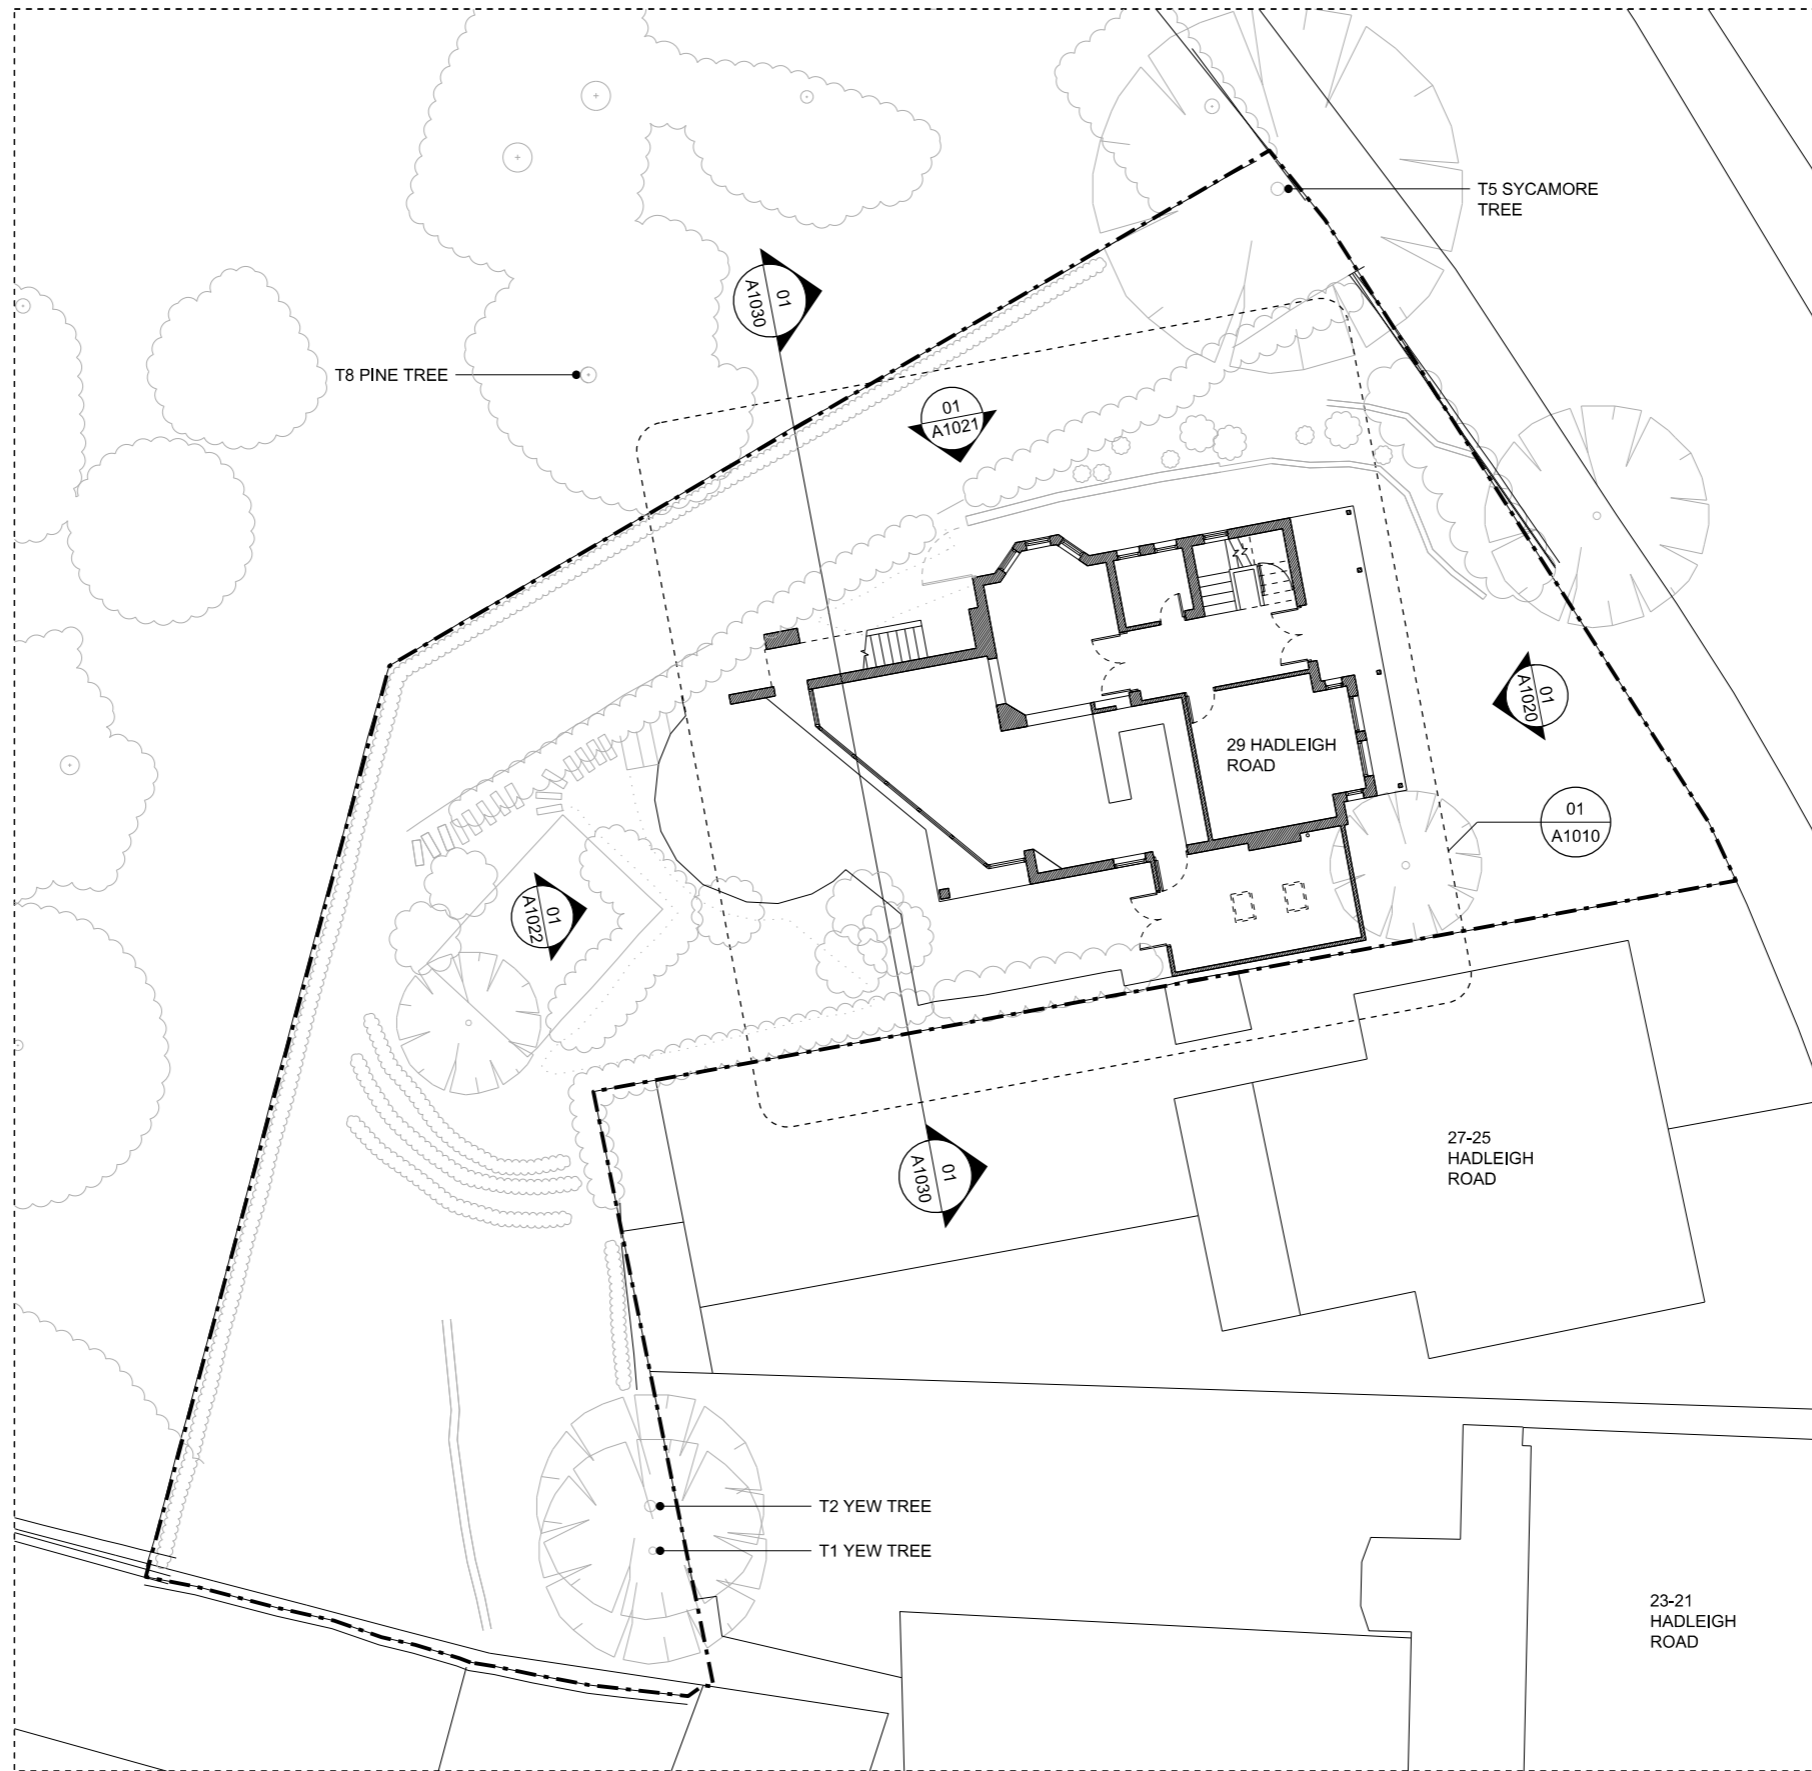 T5 SYCAMORE
TREE
01
A1030
T8 PINE TREE
01
A1021
01
A1020
29 HADLEIGH
ROAD
01
A1010
01
A1022
27-25
HADLEIGH
ROAD
01
A1030
T2 YEW TREE
T1 YEW TREE
23-21
HADLEIGH
ROAD